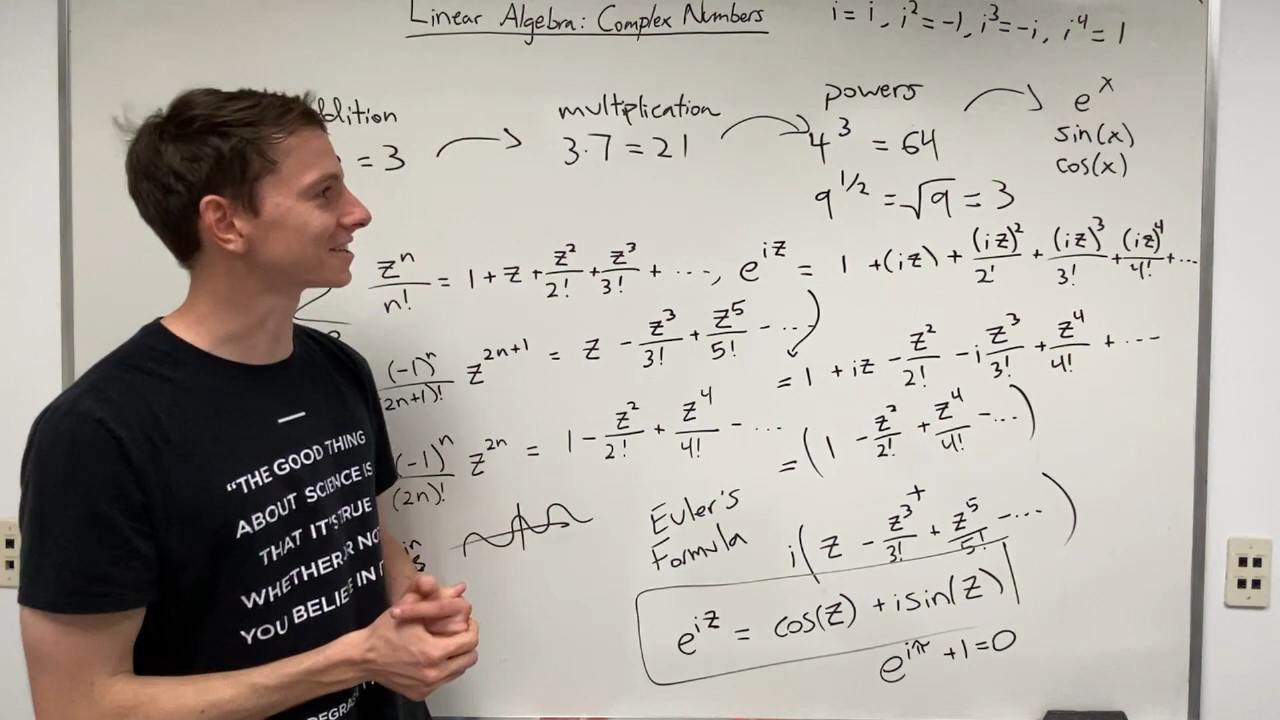 Linear Algebra: Complex Numbers
i = i, i² = -1, i³ = -i, i⁴ = 1
multiplication
powers
eˣ
= 3
3·7 = 21
4³ = 64
sin(x)
cos(x)
9^{1/2} = √9 = 3
zⁿ/n! = 1 + z + z²/2! + z³/3! + ···, e^{iz} = 1 + (iz) + (iz)²/2! + (iz)³/3! + (iz)⁴/4! + ···
(-1)ⁿ/(2n+1)! z^{2n+1} = z - z³/3! + z⁵/5! - ···
= 1 + iz - z²/2! - i z³/3! + z⁴/4! + ···
(-1)ⁿ/(2n)! z^{2n} = 1 - z²/2! + z⁴/4! - ···
= (1 - z²/2! + z⁴/4! - ···)
+
Euler's
Formula
i(z - z³/3! + z⁵/5! - ···)
e^{iz} = cos(z) + i sin(z)
e^{iπ} + 1 = 0
"THE GOOD THING
ABOUT SCIENCE IS
THAT IT'S TRUE
WHETHER OR NOT
YOU BELIEVE IN